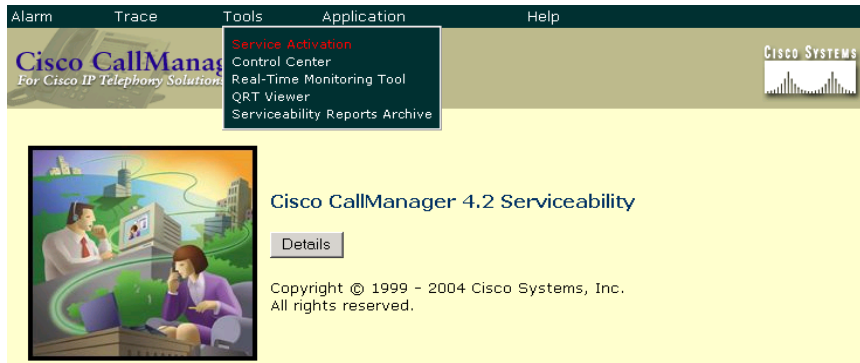 Alarm Trace Tools Application Help
Service Activation
Control Center
Real-Time Monitoring Tool
QRT Viewer
Serviceability Reports Archive
Cisco CallManag
For Cisco IP Telephony Solution
CISCO SYSTEMS
Cisco CallManager 4.2 Serviceability
Details
Copyright © 1999 - 2004 Cisco Systems, Inc.
All rights reserved.